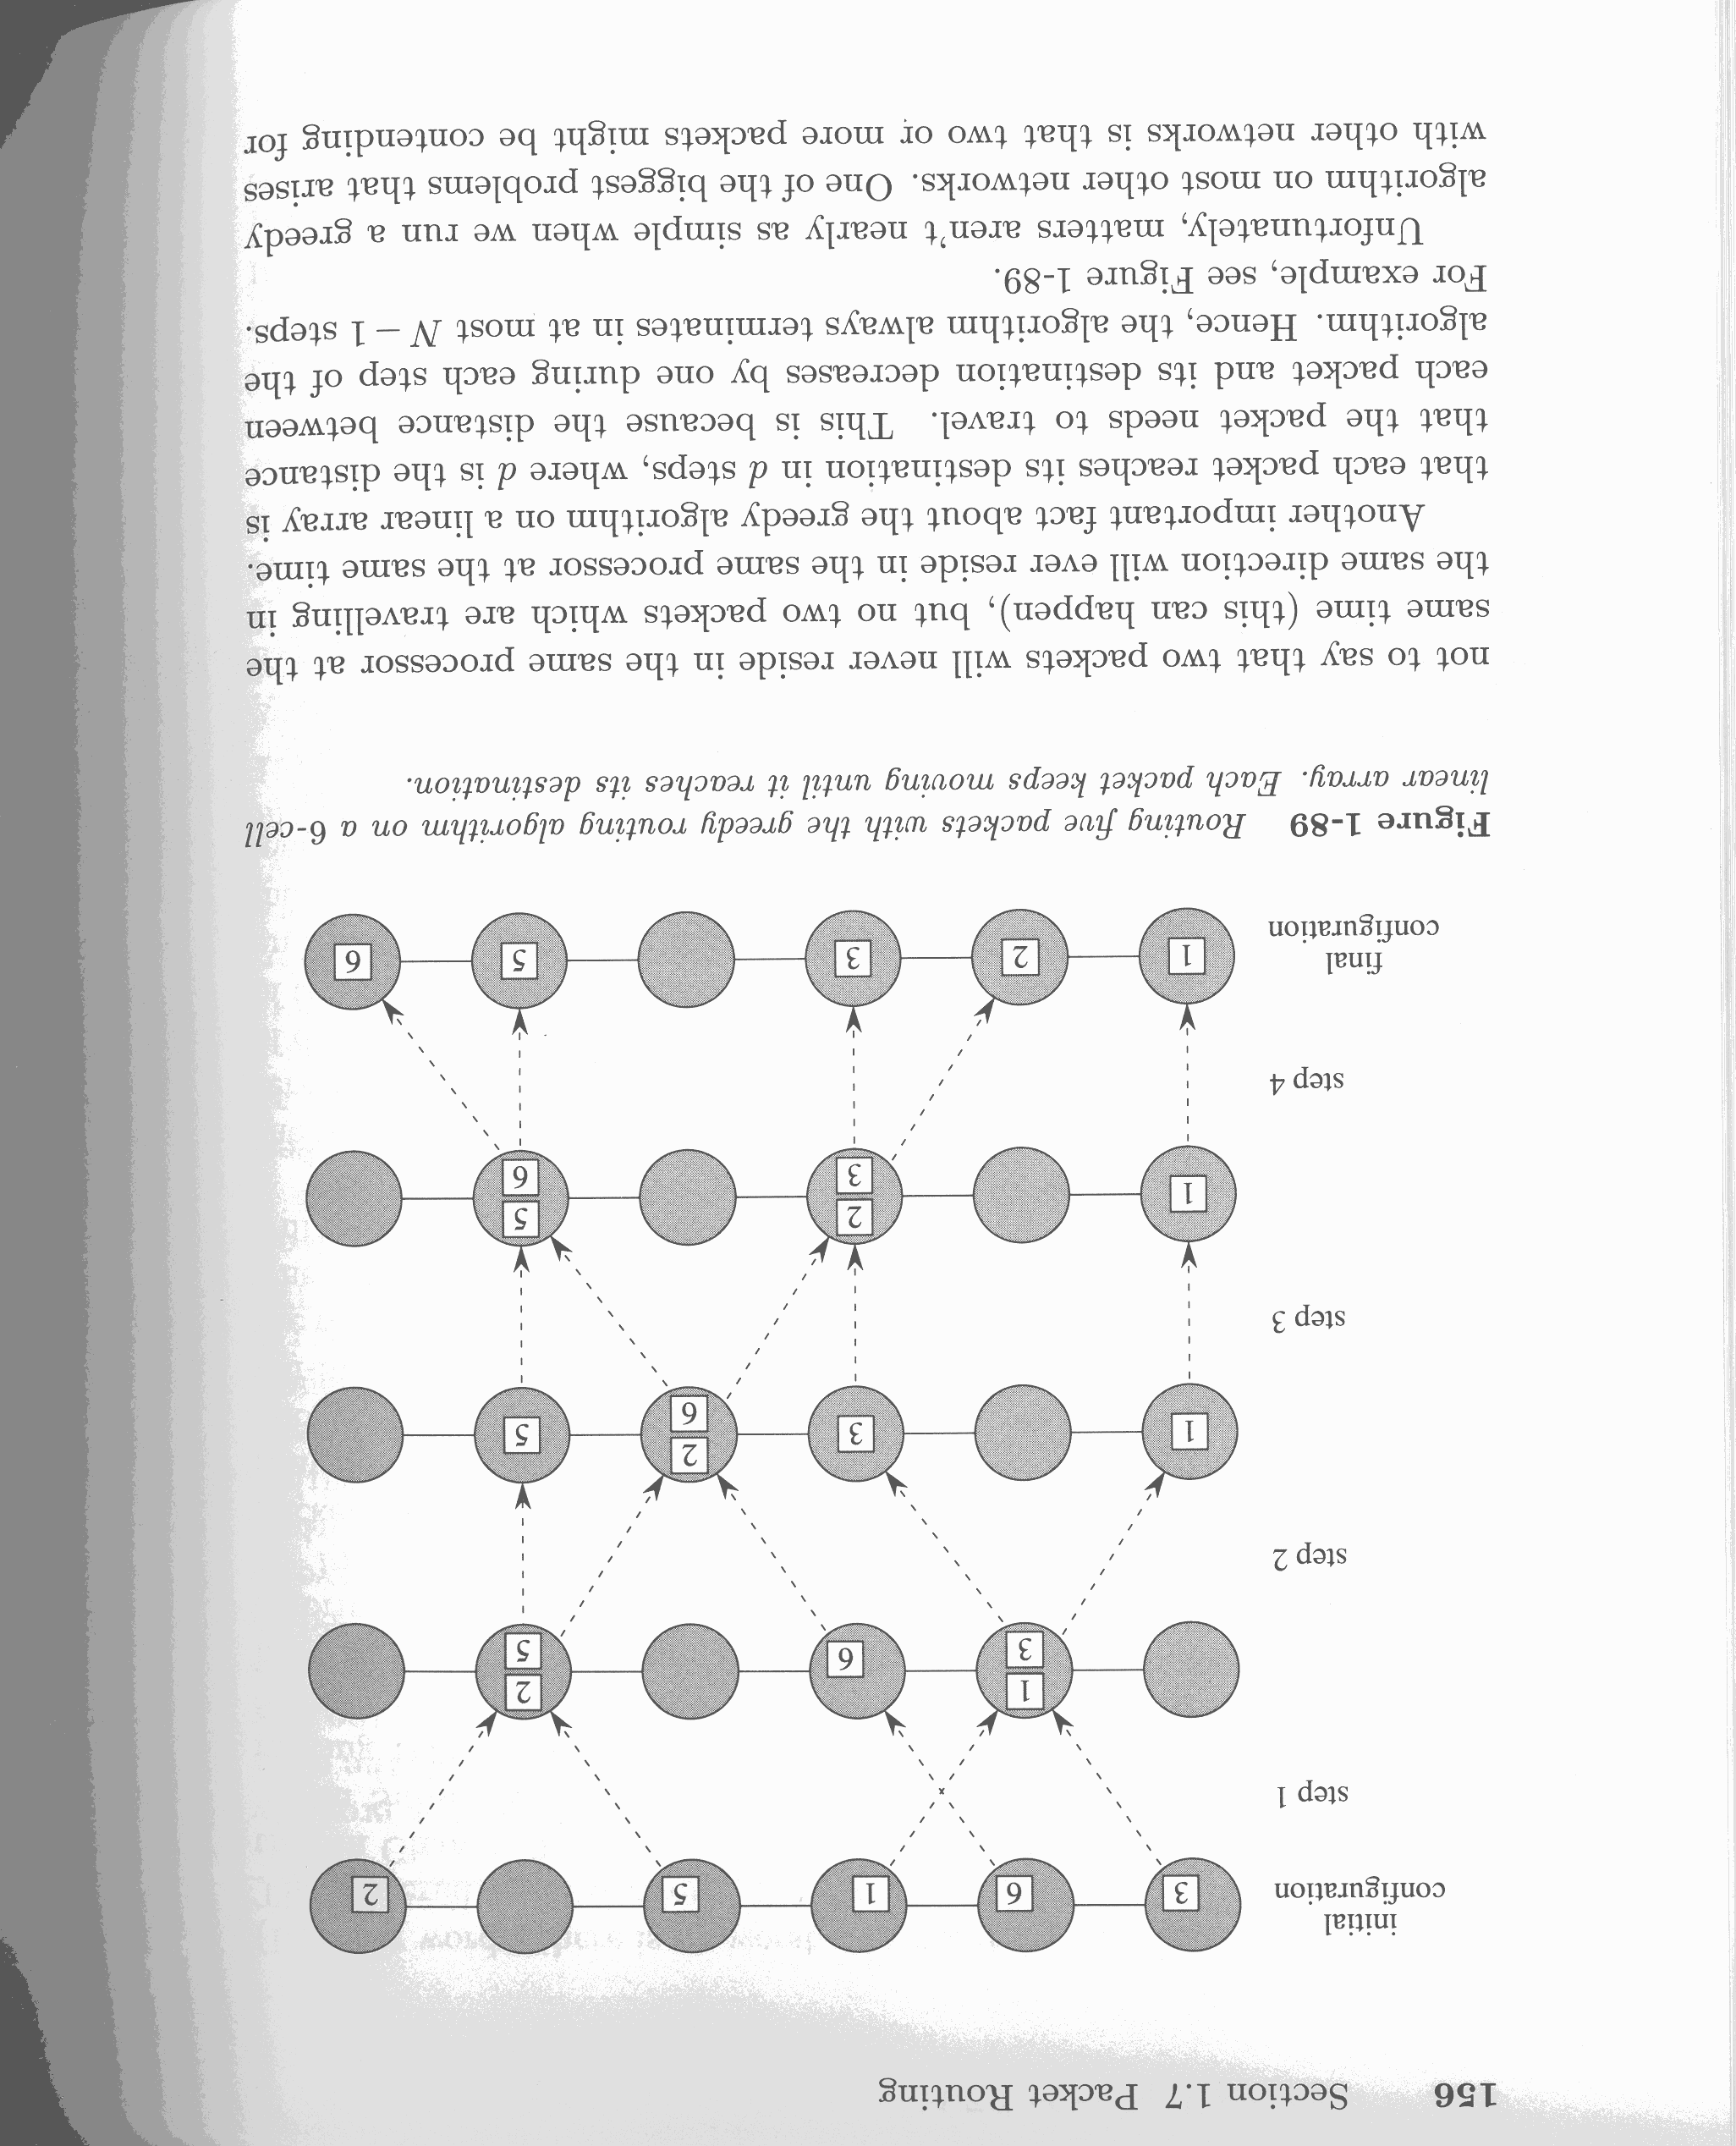 156 Section 1.7 Packet Routing
initial
configuration
3 6 1 5 2
step 1
1 2
3 6 5
step 2
1 3 2 5
6
step 3
1 2 5
3 6
step 4
final
configuration
1 2 3 5 6
Figure 1-89 Routing five packets with the greedy routing algorithm on a 6-cell
linear array. Each packet keeps moving until it reaches its destination.
not to say that two packets will never reside in the same processor at the
same time (this can happen), but no two packets which are travelling in
the same direction will ever reside in the same processor at the same time.
Another important fact about the greedy algorithm on a linear array is
that each packet reaches its destination in d steps, where d is the distance
that the packet needs to travel. This is because the distance between
each packet and its destination decreases by one during each step of the
algorithm. Hence, the algorithm always terminates in at most N − 1 steps.
For example, see Figure 1-89.
Unfortunately, matters aren't nearly as simple when we run a greedy
algorithm on most other networks. One of the biggest problems that arises
with other networks is that two or more packets might be contending for